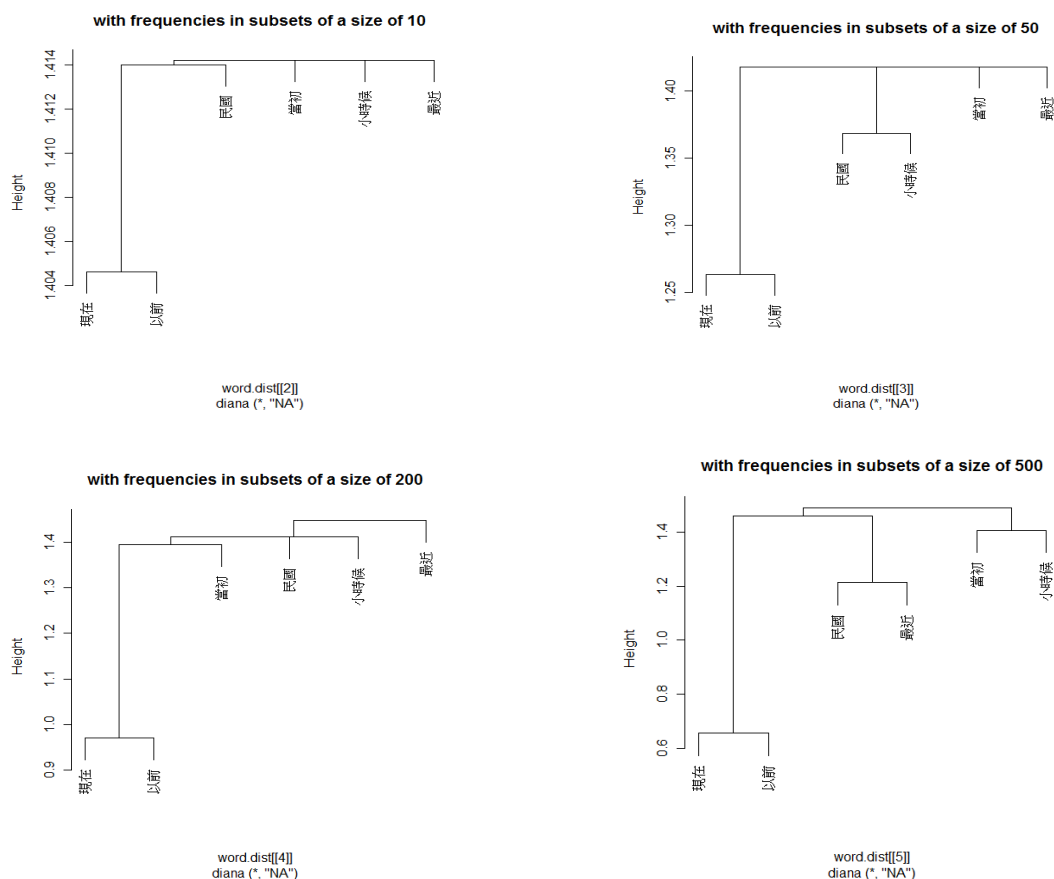 with frequencies in subsets of a size of 10
Height
1.414
1.412
1.410
1.408
1.406
1.404
民國
當初
小時候
最近
現在
以前
word.dist[[2]]
diana (*, "NA")
with frequencies in subsets of a size of 50
Height
1.40
1.35
1.30
1.25
當初
最近
民國
小時候
現在
以前
word.dist[[3]]
diana (*, "NA")
with frequencies in subsets of a size of 200
Height
1.4
1.3
1.2
1.1
1.0
0.9
最近
當初
民國
小時候
現在
以前
word.dist[[4]]
diana (*, "NA")
with frequencies in subsets of a size of 500
Height
1.4
1.2
1.0
0.8
0.6
當初
小時候
民國
最近
現在
以前
word.dist[[5]]
diana (*, "NA")